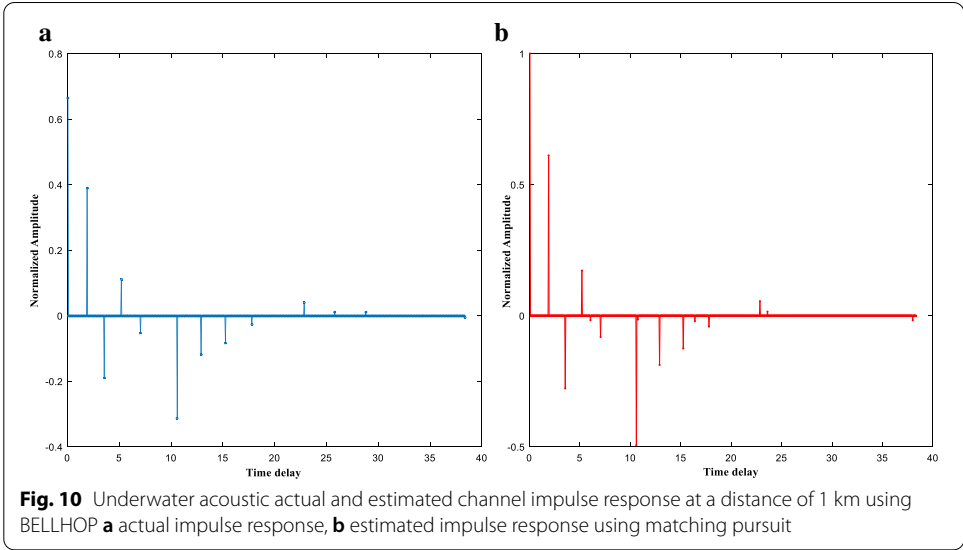 a
b
0.8
0.6
0.4
0.2
0
-0.2
-0.4
Normalized Amplitude
0 5 10 15 20 25 30 35 40
Time delay
1
0.5
0
-0.5
Normalized Amplitude
0 5 10 15 20 25 30 35 40
Time delay
Fig. 10 Underwater acoustic actual and estimated channel impulse response at a distance of 1 km using
BELLHOP a actual impulse response, b estimated impulse response using matching pursuit